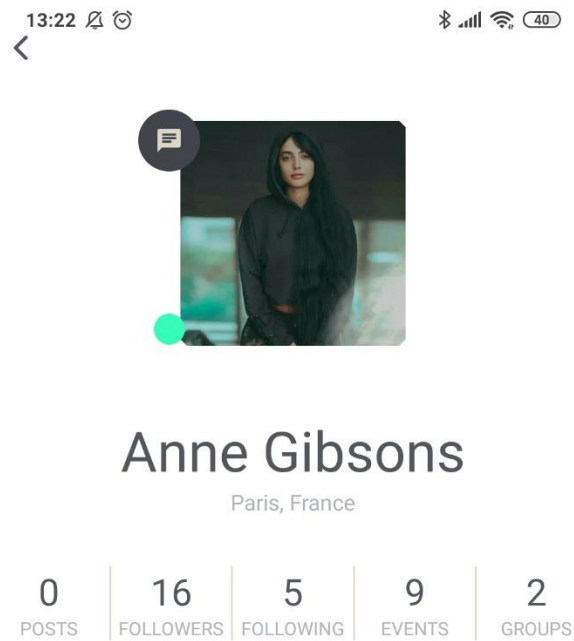 13:22 40
Anne Gibsons
Paris, France
0 16 5 9 2
POSTS FOLLOWERS FOLLOWING EVENTS GROUPS